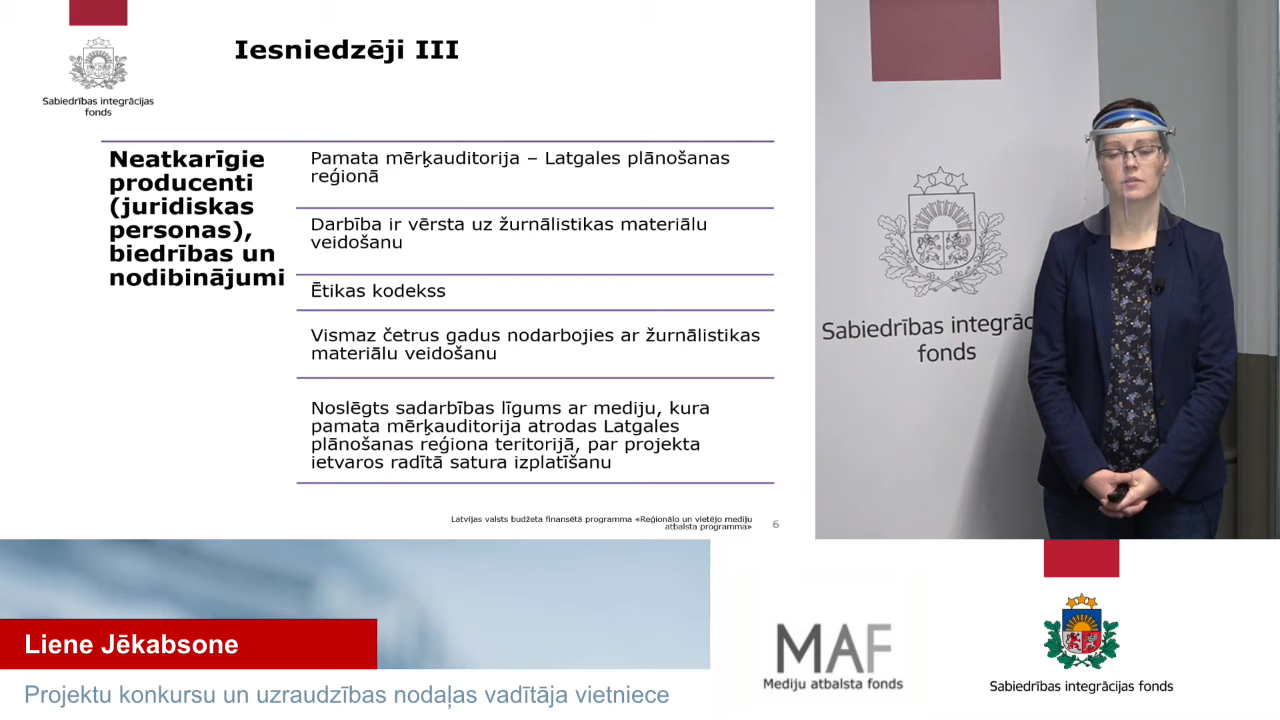 Iesniedzēji III
Sabiedrības integrācijas
fonds
Neatkarīgie
producenti
(juridiskas
personas),
biedrības un
nodibinājumi
Pamata mērķauditorija – Latgales plānošanas
reģionā
Darbība ir vērsta uz žurnālistikas materiālu
veidošanu
Ētikas kodekss
Vismaz četrus gadus nodarbojies ar žurnālistikas
materiālu veidošanu
Noslēgts sadarbības līgums ar mediju, kura
pamata mērķauditorija atrodas Latgales
plānošanas reģiona teritorijā, par projekta
ietvaros radītā satura izplatīšanu
Latvijas valsts budžeta finansētā programma «Reģionālo un vietējo mediju
atbalsta programma»
6
Sabiedrības integrāc
fonds
Liene Jēkabsone
Projektu konkursu un uzraudzības nodaļas vadītāja vietniece
MAF
Mediju atbalsta fonds
Sabiedrības integrācijas fonds